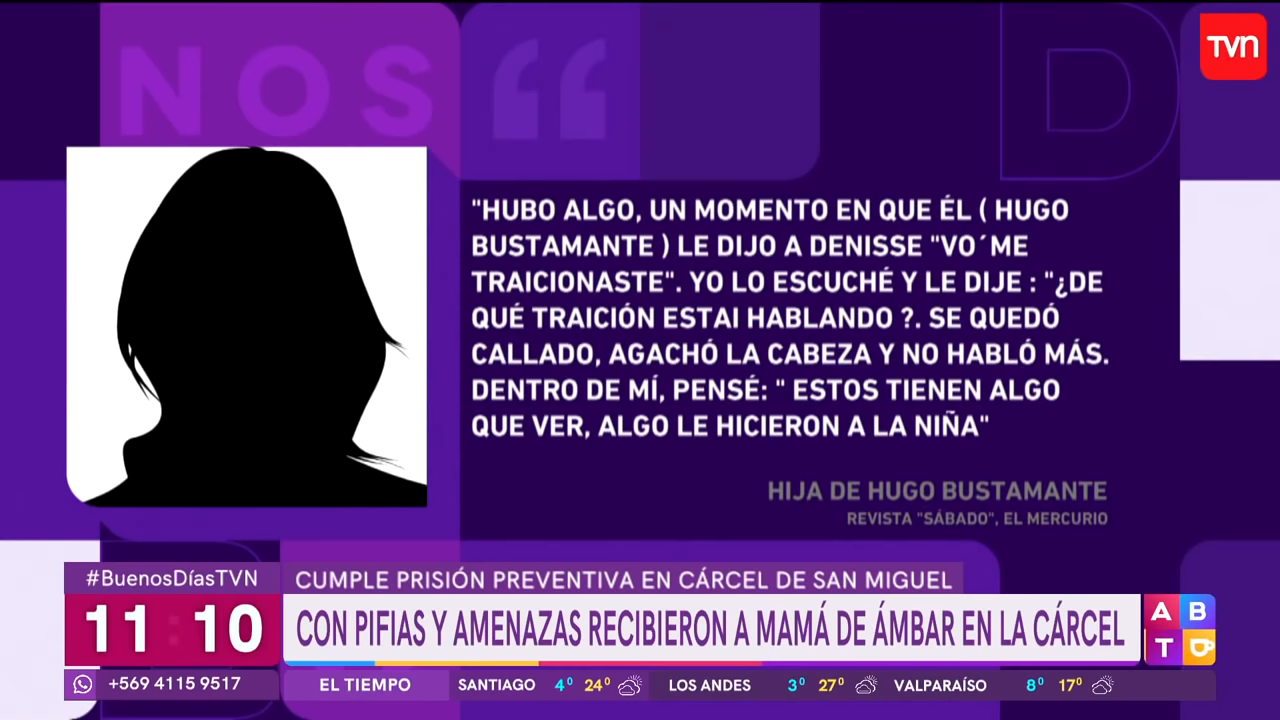 NOS
TVN
"HUBO ALGO, UN MOMENTO EN QUE ÉL ( HUGO
BUSTAMANTE ) LE DIJO A DENISSE "VO´ME
TRAICIONASTE". YO LO ESCUCHÉ Y LE DIJE : "¿DE
QUÉ TRAICIÓN ESTAI HABLANDO ?. SE QUEDÓ
CALLADO, AGACHÓ LA CABEZA Y NO HABLÓ MÁS.
DENTRO DE MÍ, PENSÉ: " ESTOS TIENEN ALGO
QUE VER, ALGO LE HICIERON A LA NIÑA"
HIJA DE HUGO BUSTAMANTE
REVISTA "SÁBADO", EL MERCURIO
#BuenosDíasTVN
CUMPLE PRISIÓN PREVENTIVA EN CÁRCEL DE SAN MIGUEL
11:10
CON PIFIAS Y AMENAZAS RECIBIERON A MAMÁ DE ÁMBAR EN LA CÁRCEL
A B
T
+569 4115 9517
EL TIEMPO SANTIAGO 4° 24° LOS ANDES 3° 27° VALPARAÍSO 8° 17°